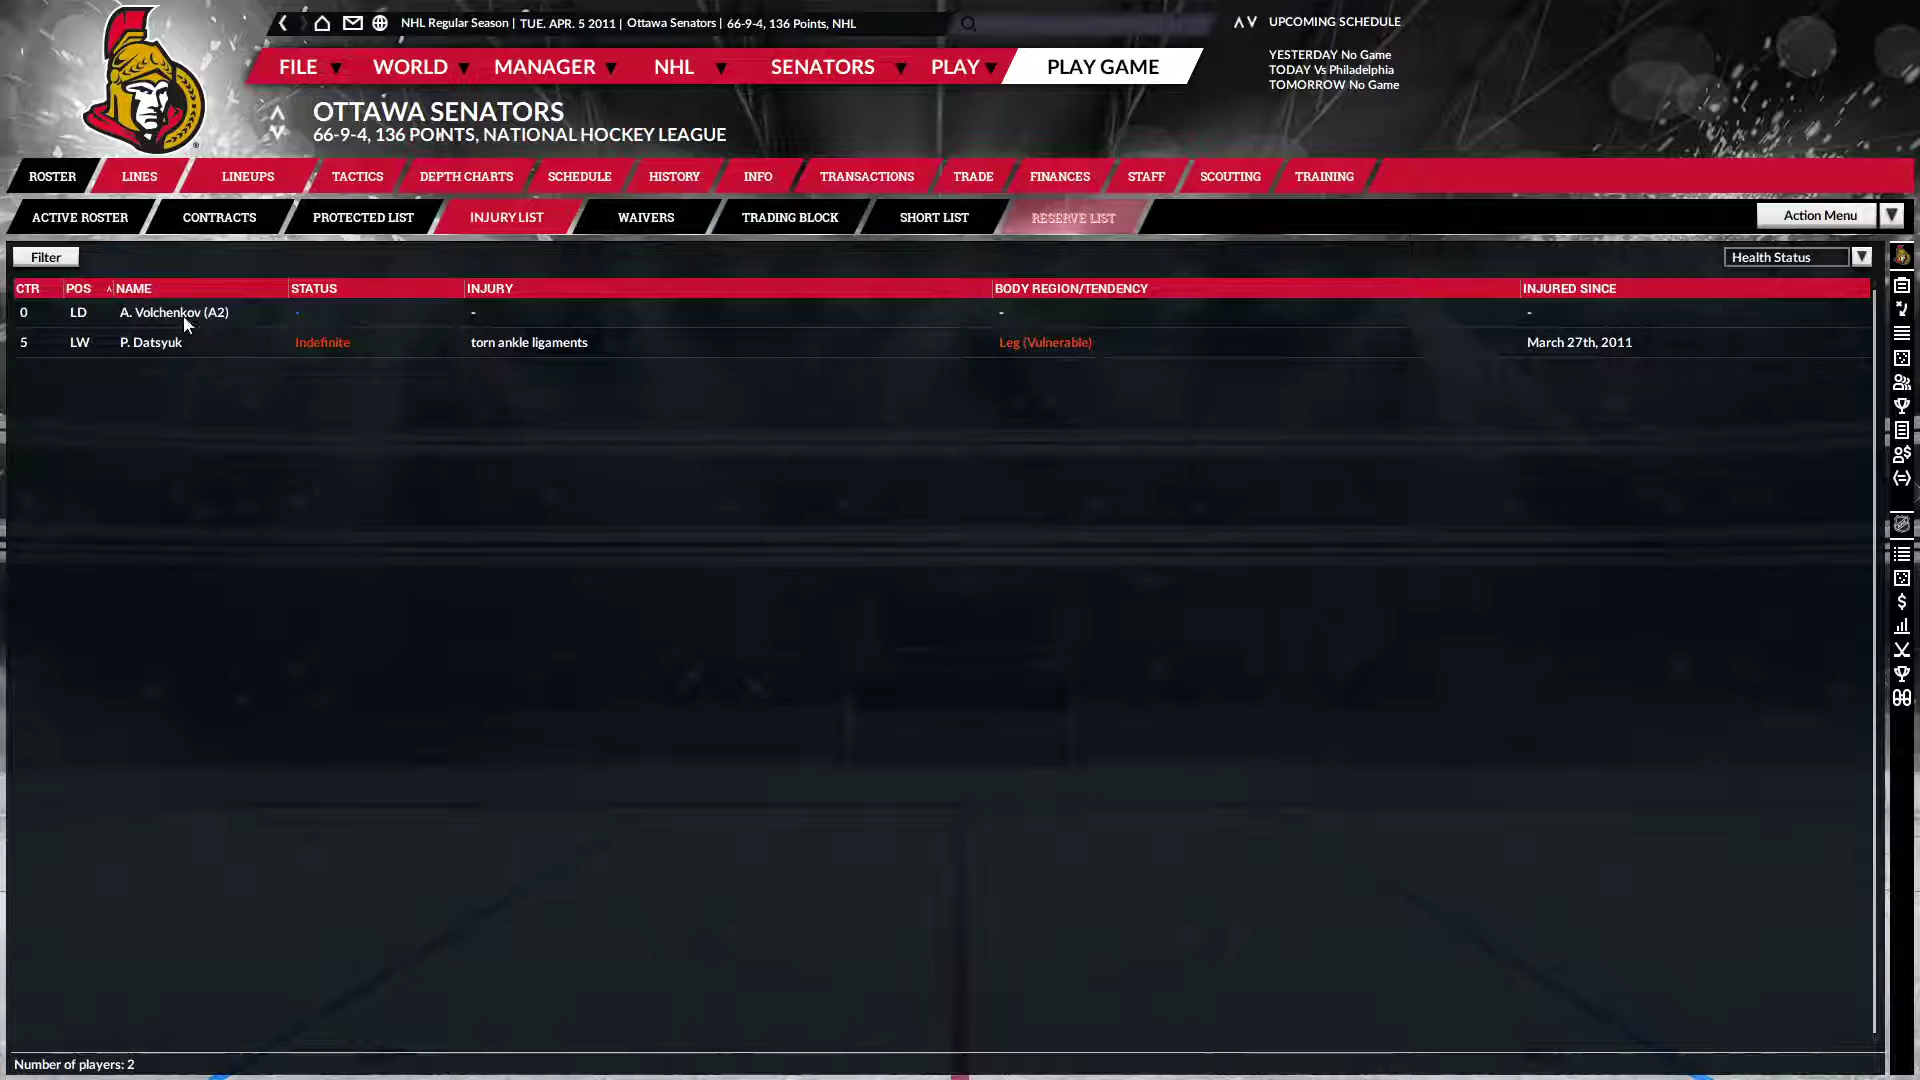 NHL Regular Season | TUE. APR. 5 2011 | Ottawa Senators | 66-9-4, 136 Points, NHL
UPCOMING SCHEDULE
YESTERDAY No Game
TODAY Vs Philadelphia
TOMORROW No Game
FILE WORLD MANAGER NHL SENATORS PLAY PLAY GAME
OTTAWA SENATORS
66-9-4, 136 POINTS, NATIONAL HOCKEY LEAGUE
ROSTER LINES LINEUPS TACTICS DEPTH CHARTS SCHEDULE HISTORY INFO TRANSACTIONS TRADE FINANCES STAFF SCOUTING TRAINING
ACTIVE ROSTER CONTRACTS PROTECTED LIST INJURY LIST WAIVERS TRADING BLOCK SHORT LIST RESERVE LIST Action Menu
Filter Health Status
CTR POS NAME STATUS INJURY BODY REGION/TENDENCY INJURED SINCE
0 LD A. Volchenkov (A2) - - - -
5 LW P. Datsyuk Indefinite torn ankle ligaments Leg (Vulnerable) March 27th, 2011
Number of players: 2